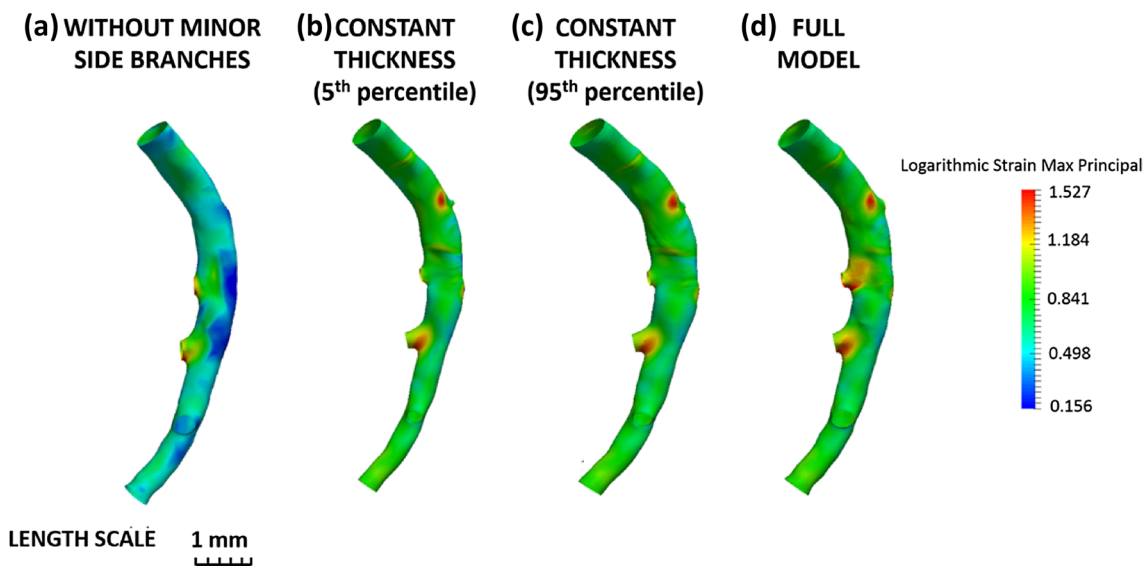 (a) WITHOUT MINOR
SIDE BRANCHES
(b) CONSTANT
THICKNESS
(5th percentile)
(c) CONSTANT
THICKNESS
(95th percentile)
(d) FULL
MODEL
Logarithmic Strain Max Principal
1.527
1.184
0.841
0.498
0.156
LENGTH SCALE 1 mm